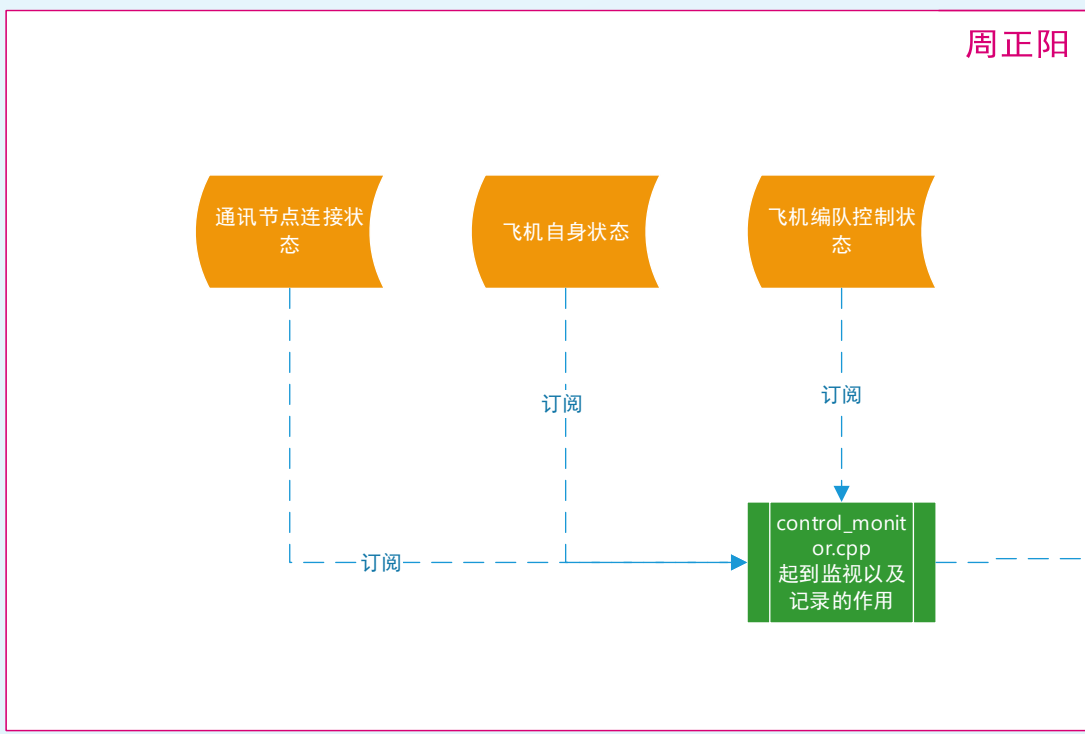 周正阳
通讯节点连接状
态
飞机自身状态
飞机编队控制状
态
订阅
订阅
订阅
control_monit
or.cpp
起到监视以及
记录的作用